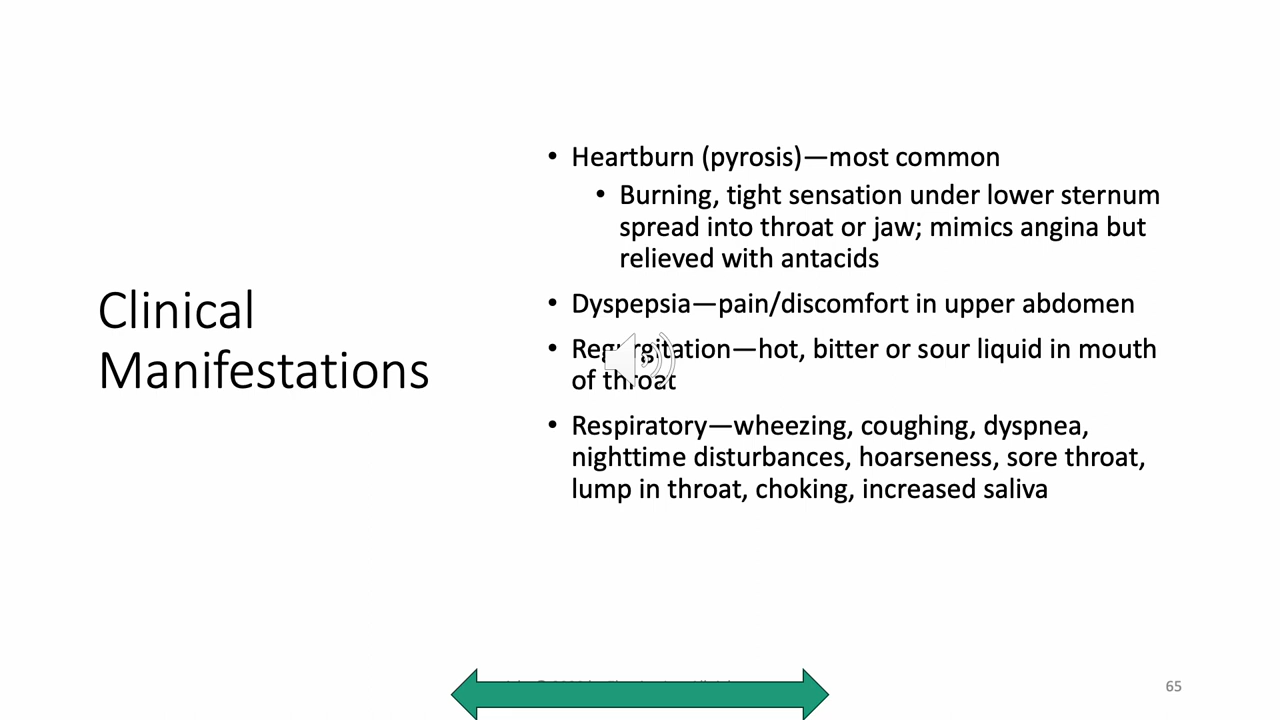 Clinical
Manifestations
• Heartburn (pyrosis)—most common
• Burning, tight sensation under lower sternum
spread into throat or jaw; mimics angina but
relieved with antacids
• Dyspepsia—pain/discomfort in upper abdomen
• Regurgitation—hot, bitter or sour liquid in mouth
of throat
• Respiratory—wheezing, coughing, dyspnea,
nighttime disturbances, hoarseness, sore throat,
lump in throat, choking, increased saliva
65